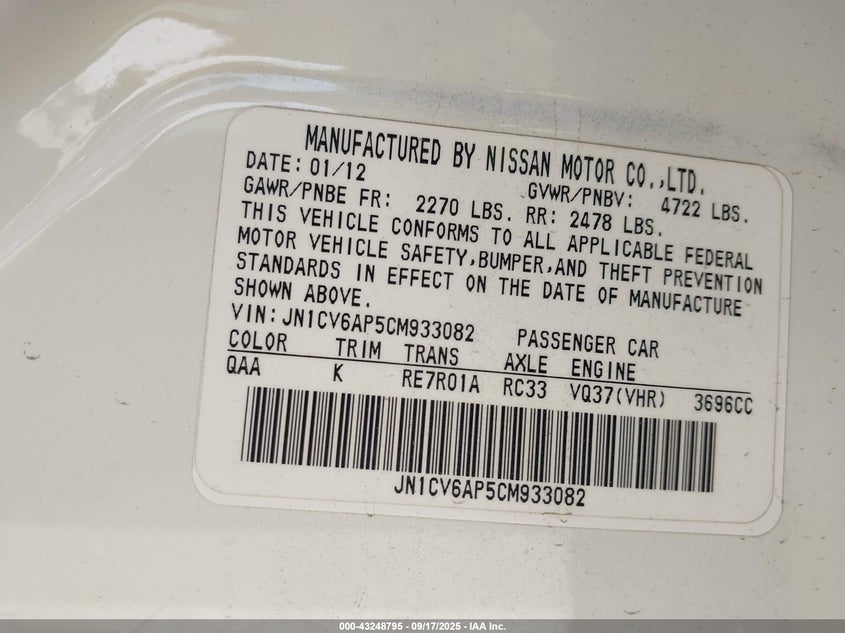 MANUFACTURED BY NISSAN MOTOR CO.,LTD.
DATE: 01/12 GVWR/PNBV: 4722 LBS.
GAWR/PNBE FR: 2270 LBS. RR: 2478 LBS.
THIS VEHICLE CONFORMS TO ALL APPLICABLE FEDERAL
MOTOR VEHICLE SAFETY,BUMPER,AND THEFT PREVENTION
STANDARDS IN EFFECT ON THE DATE OF MANUFACTURE
SHOWN ABOVE.
VIN:JN1CV6AP5CM933082 PASSENGER CAR
COLOR TRIM TRANS AXLE ENGINE
QAA K RE7R01A RC33 VQ37(VHR) 3696CC
JN1CV6AP5CM933082
000-43248795 - 09/17/2025 - IAA Inc.